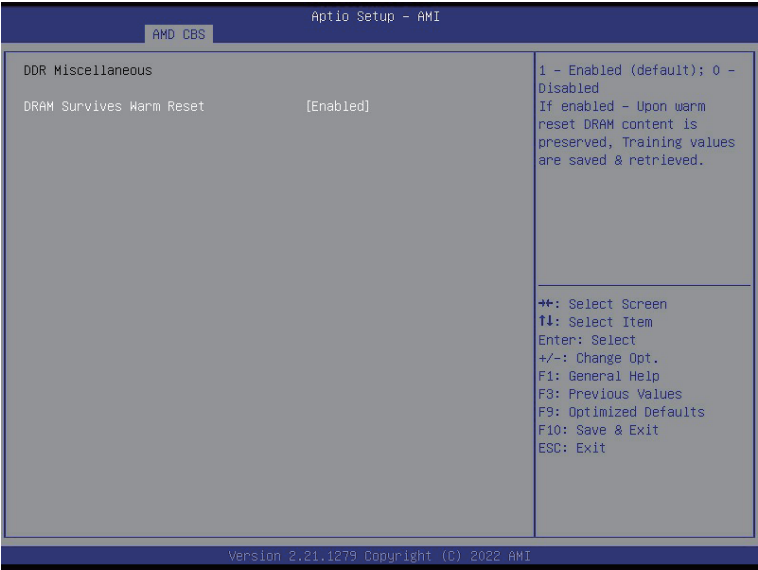 Aptio Setup – AMI
AMD CBS
DDR Miscellaneous
DRAM Survives Warm Reset [Enabled]
1 – Enabled (default); 0 –
Disabled
If enabled – Upon warm
reset DRAM content is
preserved, Training values
are saved & retrieved.
→←: Select Screen
↑↓: Select Item
Enter: Select
+/-: Change Opt.
F1: General Help
F3: Previous Values
F9: Optimized Defaults
F10: Save & Exit
ESC: Exit
Version 2.21.1279 Copyright (C) 2022 AMI